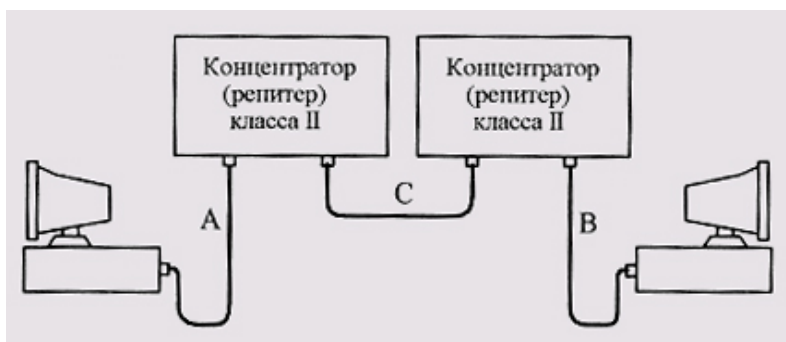 Концентратор
(репитер)
класса II
Концентратор
(репитер)
класса II
A
C
B